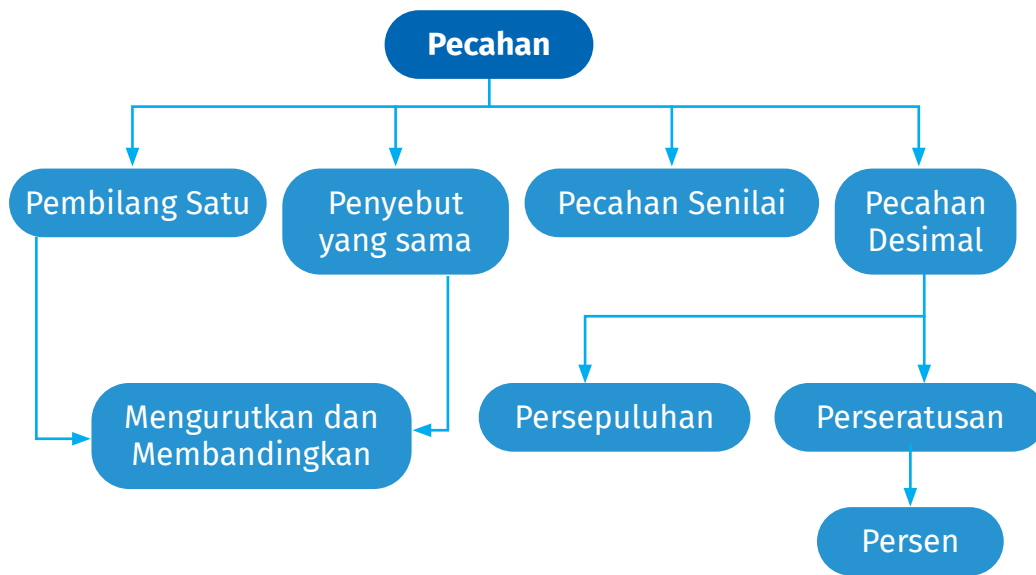 Pecahan
Pembilang Satu
Penyebut
yang sama
Pecahan Senilai
Pecahan
Desimal
Mengurutkan dan
Membandingkan
Persepuluhan
Perseratusan
Persen